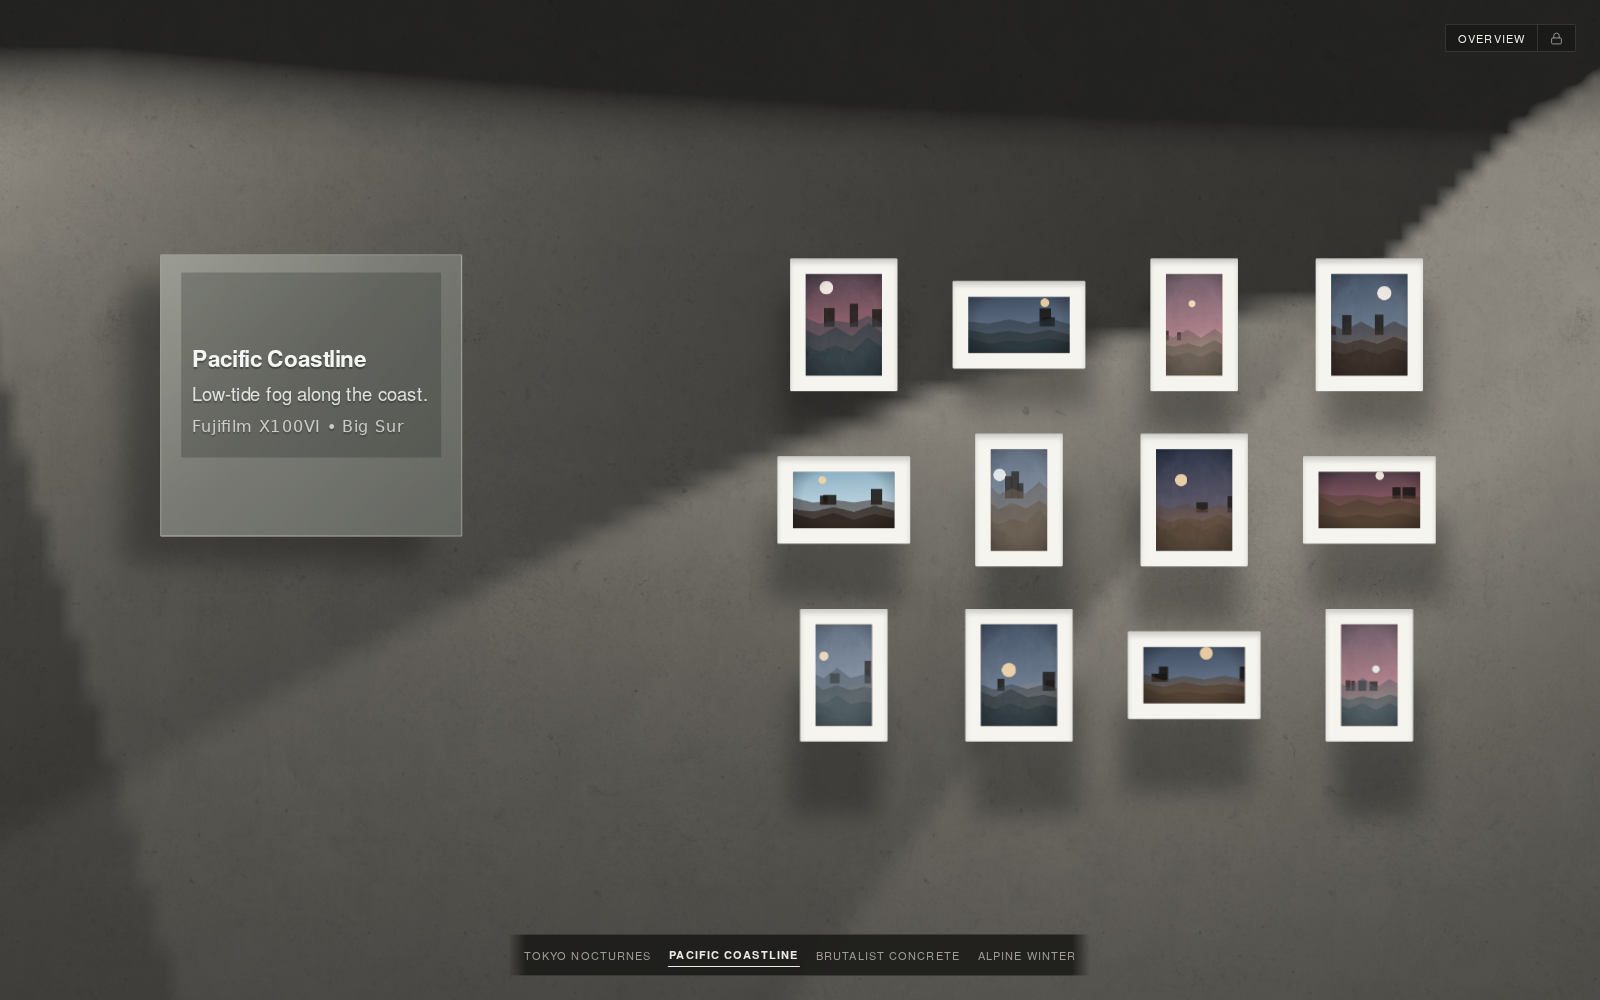 OVERVIEW
Pacific Coastline
Low-tide fog along the coast.
Fujifilm X100VI • Big Sur
TOKYO NOCTURNES PACIFIC COASTLINE BRUTALIST CONCRETE ALPINE WINTER